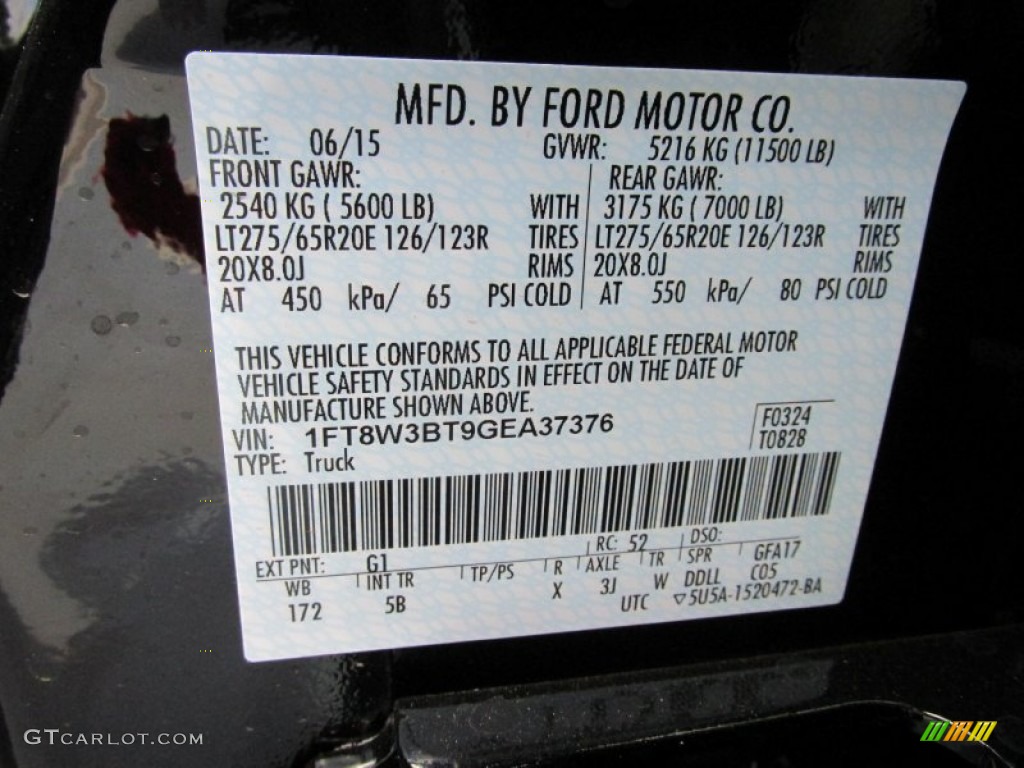 MFD. BY FORD MOTOR CO.
DATE: 06/15 GVWR: 5216 KG (11500 LB)
FRONT GAWR: REAR GAWR:
2540 KG ( 5600 LB) WITH 3175 KG ( 7000 LB) WITH
LT275/65R20E 126/123R TIRES LT275/65R20E 126/123R TIRES
20X8.0J RIMS 20X8.0J RIMS
AT 450 kPa/ 65 PSI COLD AT 550 kPa/ 80 PSI COLD
THIS VEHICLE CONFORMS TO ALL APPLICABLE FEDERAL MOTOR
VEHICLE SAFETY STANDARDS IN EFFECT ON THE DATE OF
MANUFACTURE SHOWN ABOVE.
VIN: 1FT8W3BT9GEA37376 F0324
TYPE: Truck T0828
EXT PNT: G1 RC: 52 DSO:
WB INT TR TP/PS R AXLE TR SPR GFA17
172 5B X 3J W DDLL C05
UTC ▽5U5A-1520472-BA
GTCARLOT.COM